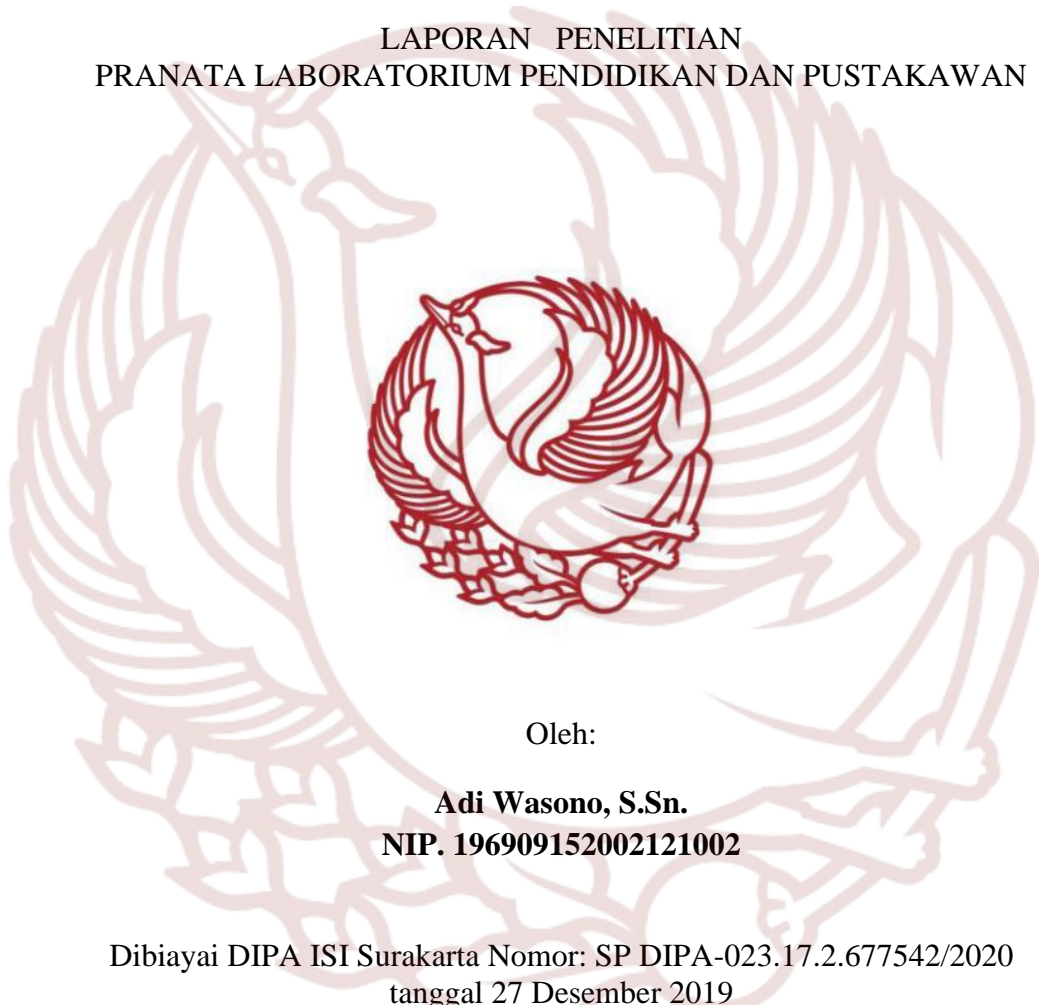 LAPORAN PENELITIAN
PRANATA LABORATORIUM PENDIDIKAN DAN PUSTAKAWAN
Oleh:
Adi Wasono, S.Sn.
NIP. 196909152002121002
Dibiayai DIPA ISI Surakarta Nomor: SP DIPA-023.17.2.677542/2020
tanggal 27 Desember 2019